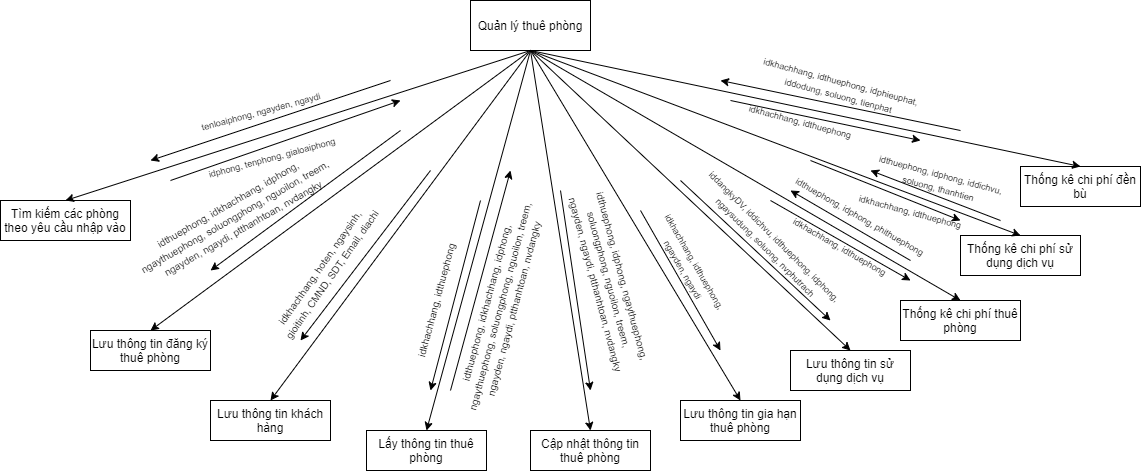 Quản lý thuê phòng
tenloaiphong, ngayden, ngaydi
idphong, tenphong, gialoaiphong
Tìm kiếm các phòng
theo yêu cầu nhập vào
idthuephong, idkhachhang, idphong,
ngaythuephong, soluongphong, nguoilon, treem,
ngayden, ngaydi, ptthanhtoan, nvdangky
Lưu thông tin đăng ký
thuê phòng
idkhachhang, hoten, ngaysinh,
gioitinh, CMND, SDT, Email, diachi
Lưu thông tin khách
hàng
idkhachhang, idthuephong
idthuephong, idkhachhang, idphong,
ngaythuephong, soluongphong, nguoilon, treem,
ngayden, ngaydi, ptthanhtoan, nvdangky
Lấy thông tin thuê
phòng
idthuephong, idphong, ngaythuephong,
soluongphong, nguoilon, treem,
ngayden, ngaydi, ptthanhtoan, nvdangky
Cập nhật thông tin
thuê phòng
idkhachhang, idthuephong,
ngayden, ngaydi
Lưu thông tin gia hạn
thuê phòng
iddangkyDV, iddichvu, idthuephong, idphong,
ngaysudung, soluong, nvphutrach
Lưu thông tin sử
dụng dịch vụ
idthuephong, idphong, phithuephong
idkhachhang, idthuephong
Thống kê chi phí thuê
phòng
idthuephong, idphong, iddichvu,
soluong, thanhtien
idkhachhang, idthuephong
Thống kê chi phí sử
dụng dịch vụ
idkhachhang, idthuephong, idphieuphat,
iddodung, soluong, tienphat
idkhachhang, idthuephong
Thống kê chi phí đền
bù